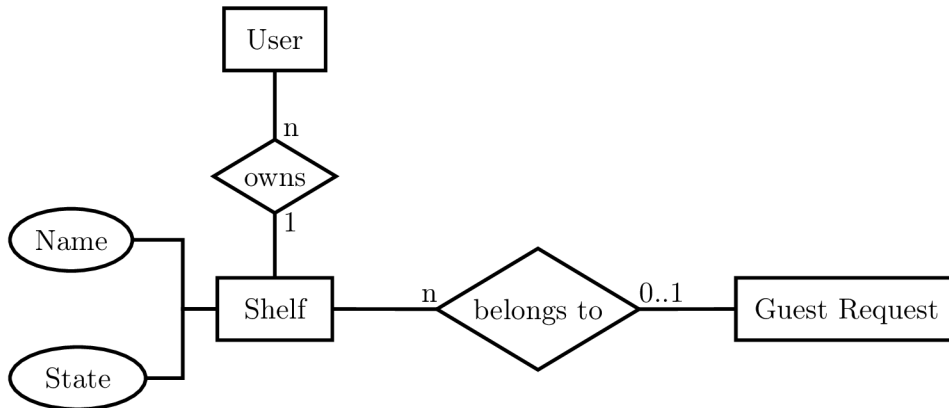 User
n
owns
1
Name
Shelf
n
belongs to
0..1
Guest Request
State